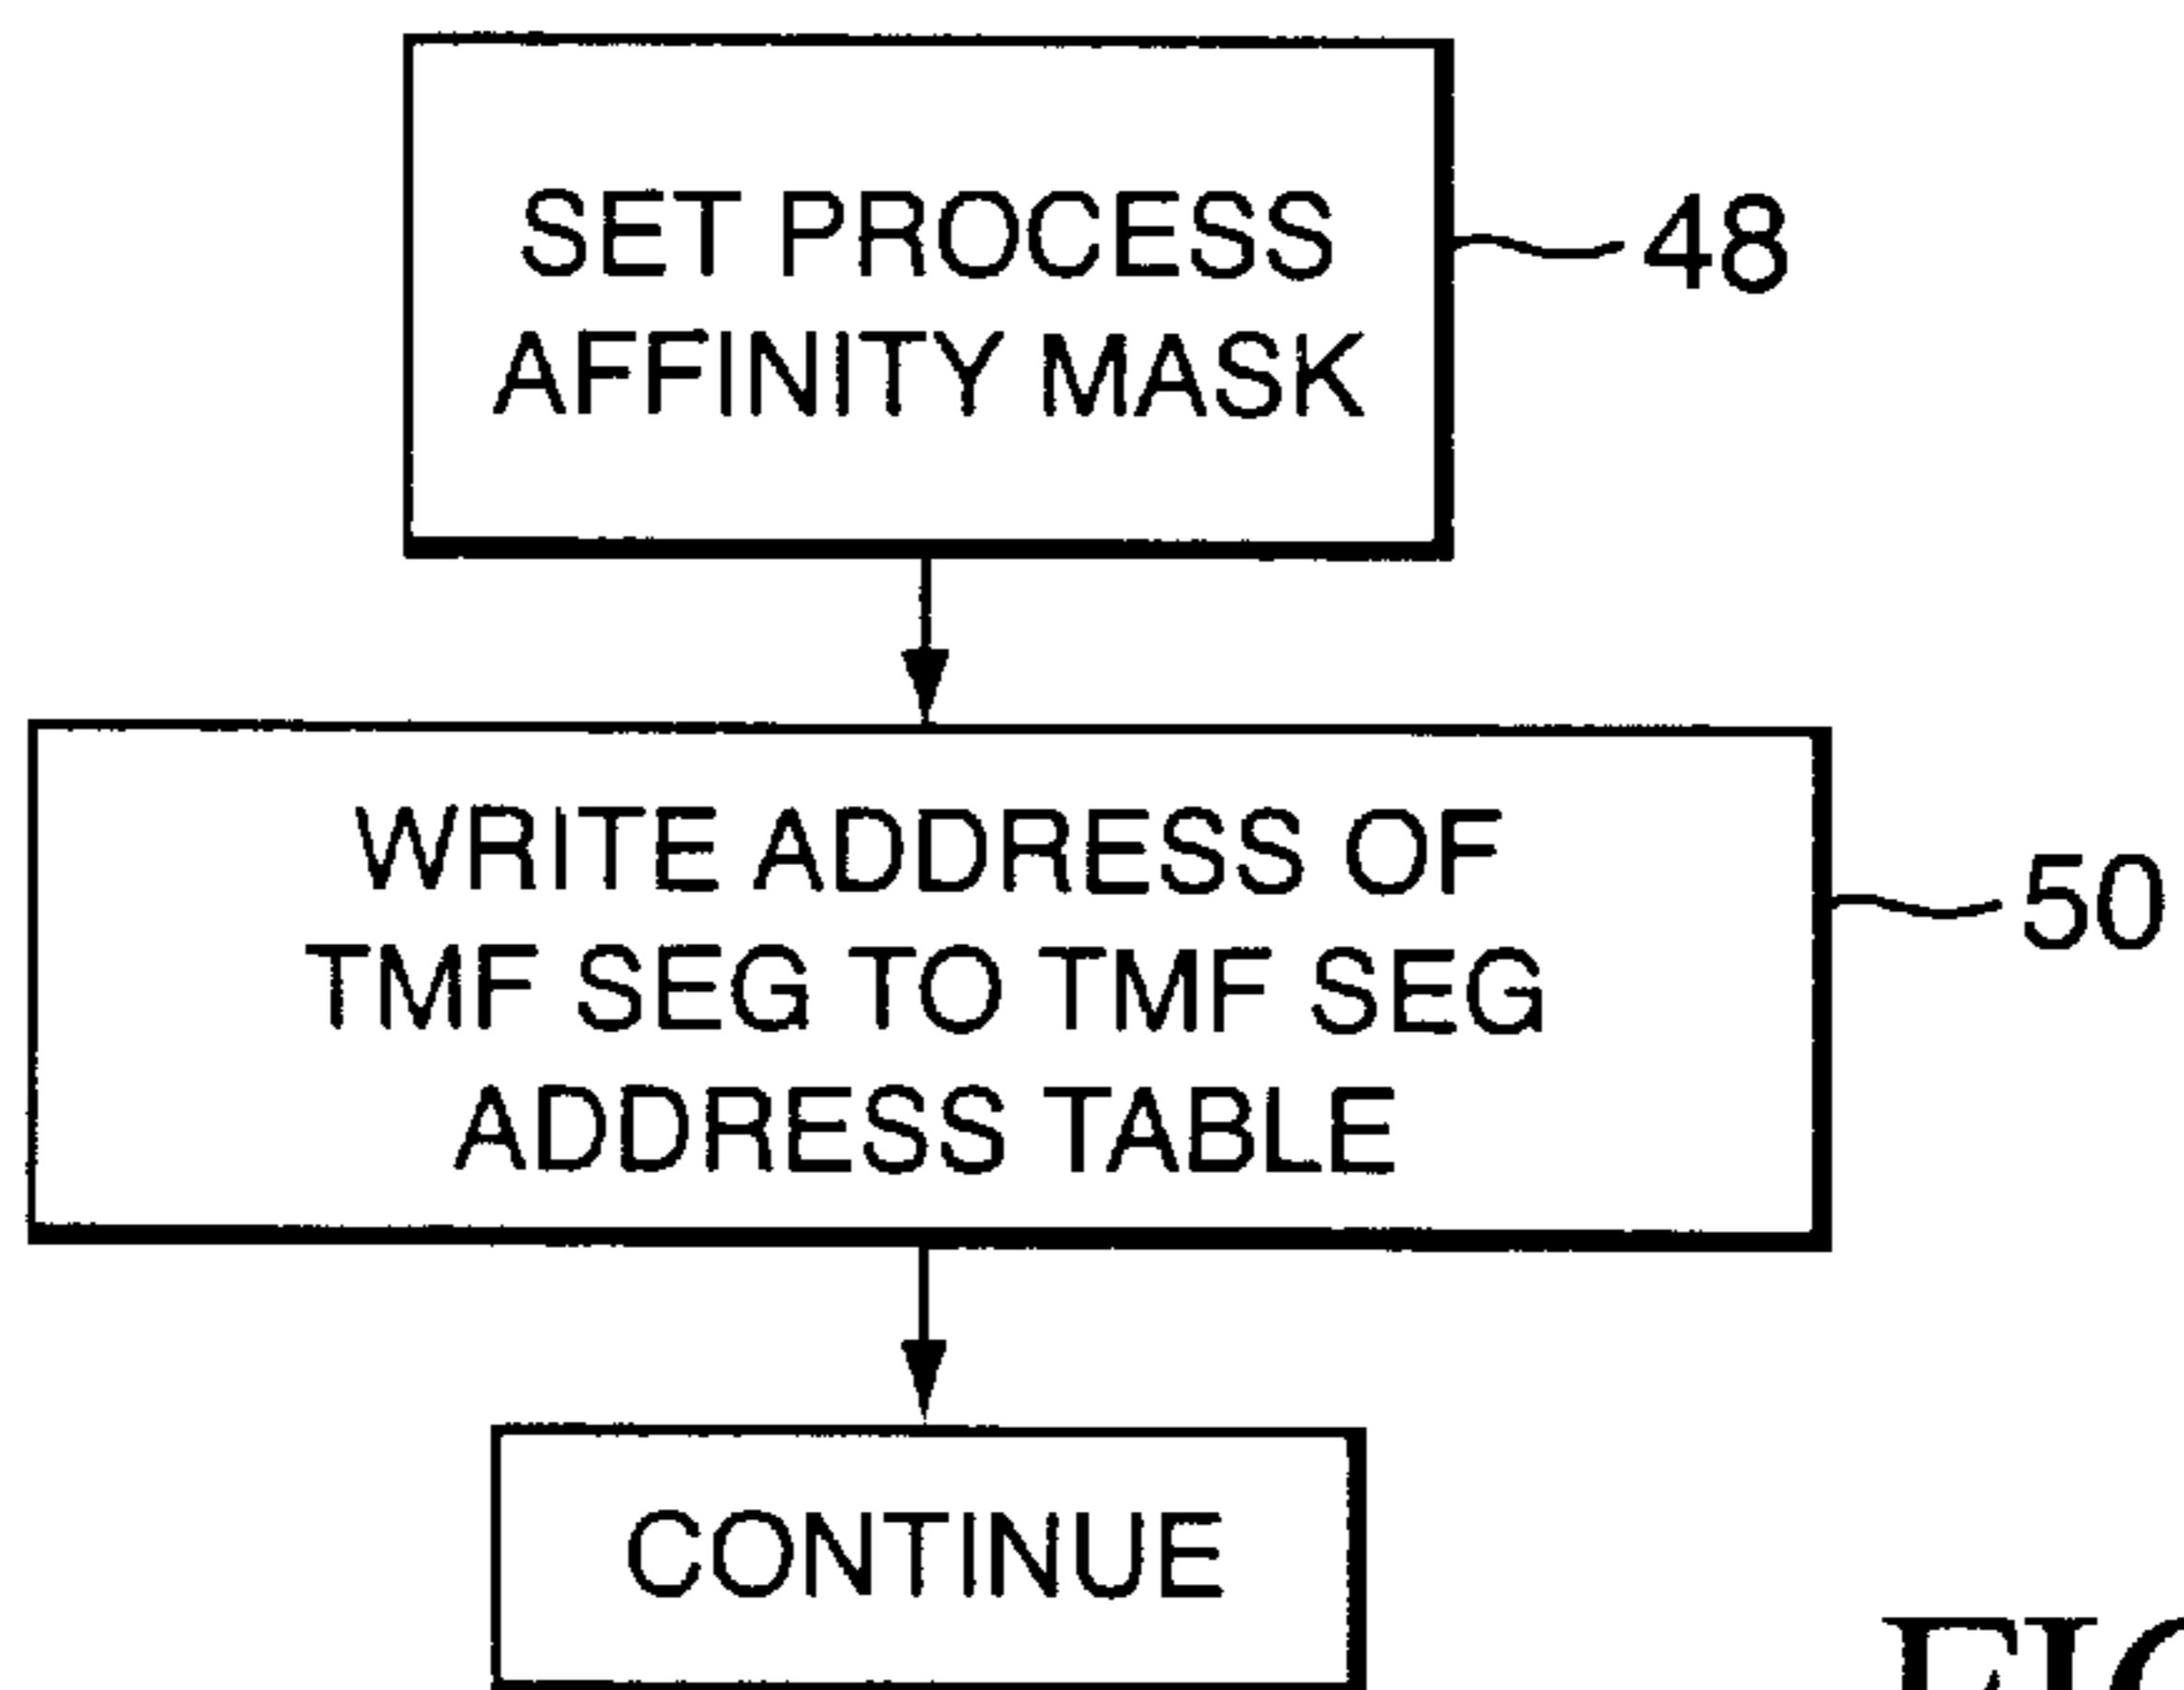 SET PROCESS
AFFINITY MASK
48
WRITE ADDRESS OF
TMF SEG TO TMF SEG
ADDRESS TABLE
50
CONTINUE